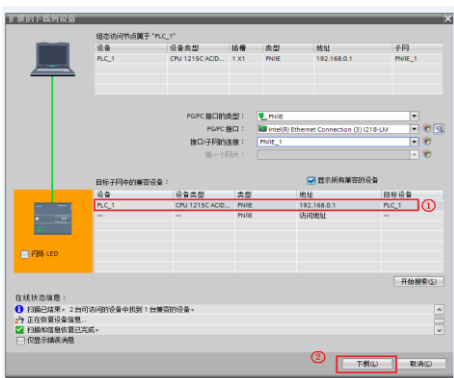 扩展的下载到设备
组态访问节点属于 "PLC_1"
设备 设备类型 插槽 类型 地址 子网
PLC_1 CPU 1215C AC/D... 1 X1 PN/IE 192.168.0.1 PN/IE_1
PG/PC 接口的类型： PN/IE
PG/PC 接口： Intel(R) Ethernet Connection (3) I218-LM
接口/子网的连接： PN/IE_1
第一个网关：
目标子网中的兼容设备： 显示所有兼容的设备
设备 设备类型 类型 地址 目标设备
PLC_1 CPU 1215C AC/D... PN/IE 192.168.0.1 PLC_1 ①
— — PN/IE 访问地址 —
闪烁 LED
开始搜索(S)
在线状态信息：
扫描已结束。2 台可访问的设备中找到 1 台兼容的设备。
正在恢复设备信息...
扫描和信息恢复已完成。
仅显示错误消息
②
下载(L) 取消(C)